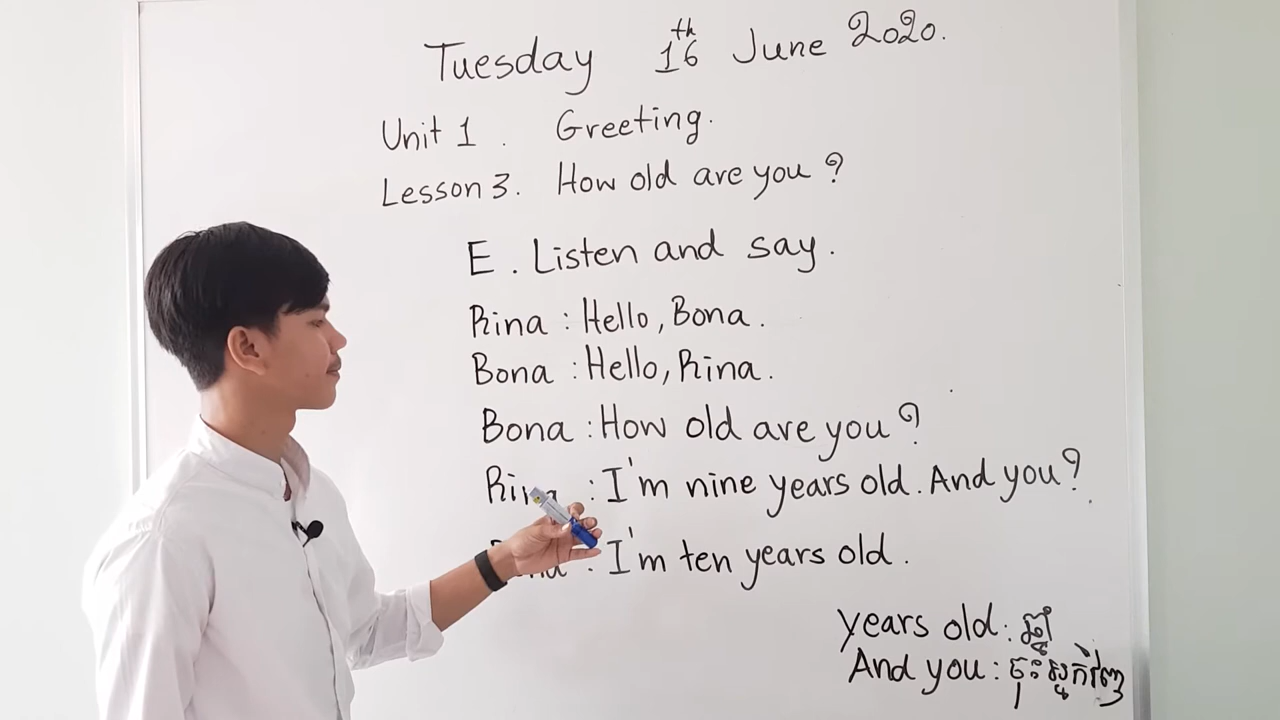 Tuesday 16th June 2020.
Unit 1. Greeting.
Lesson 3. How old are you?
E. Listen and say.
Rina: Hello, Bona.
Bona: Hello, Rina.
Bona: How old are you?
Rina: I'm nine years old. And you?
: I'm ten years old.
years old: ឆ្នាំ
And you: ចុះអ្នកវិញ